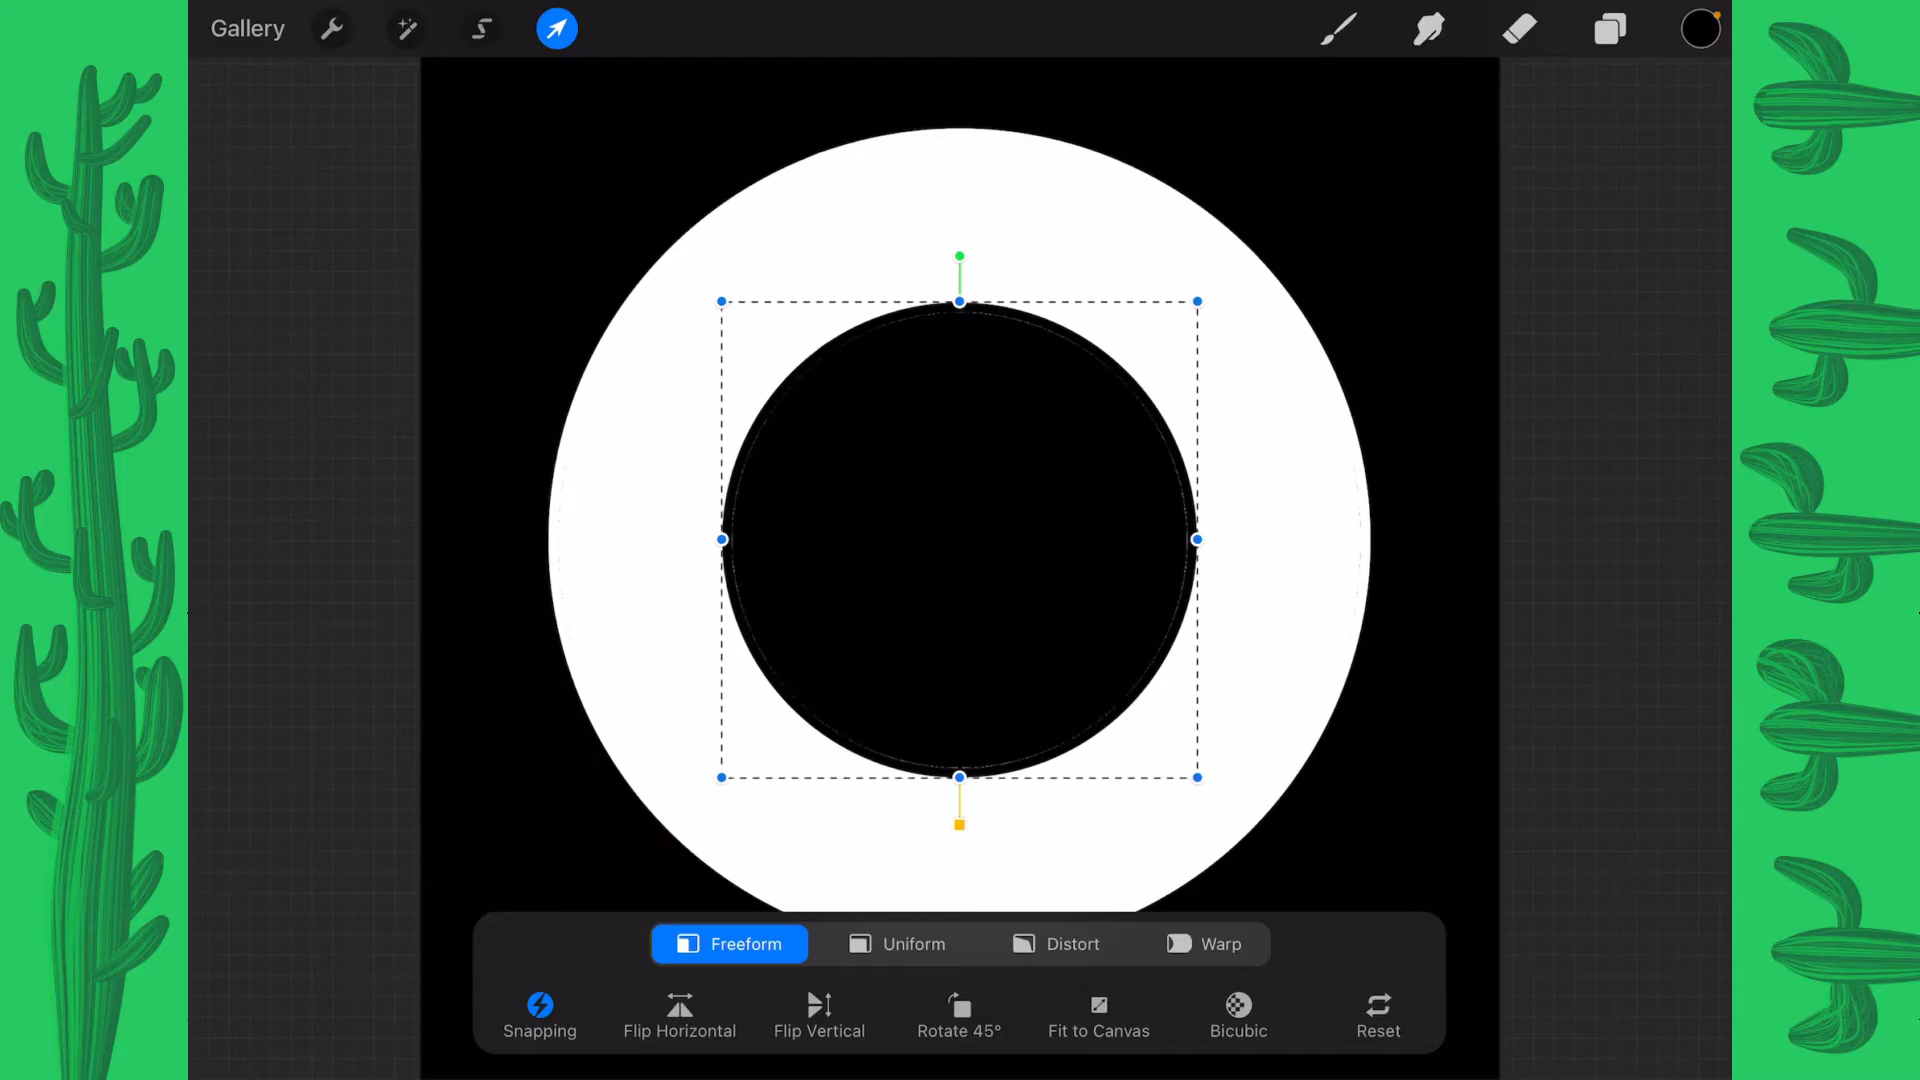 Gallery
Freeform Uniform Distort Warp
Snapping Flip Horizontal Flip Vertical Rotate 45° Fit to Canvas Bicubic Reset